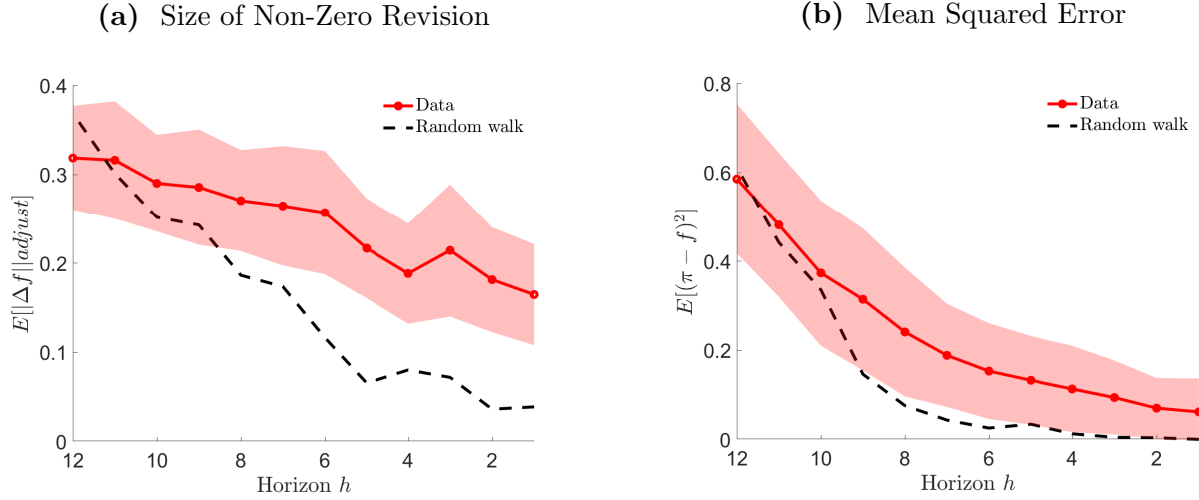 (a) Size of Non-Zero Revision
0.4
0.3
0.2
0.1
0
E[|Δf||adjust]
Data
Random walk
12 10 8 6 4 2
Horizon h
(b) Mean Squared Error
0.8
0.6
0.4
0.2
0
E[(π − f)²]
Data
Random walk
12 10 8 6 4 2
Horizon h